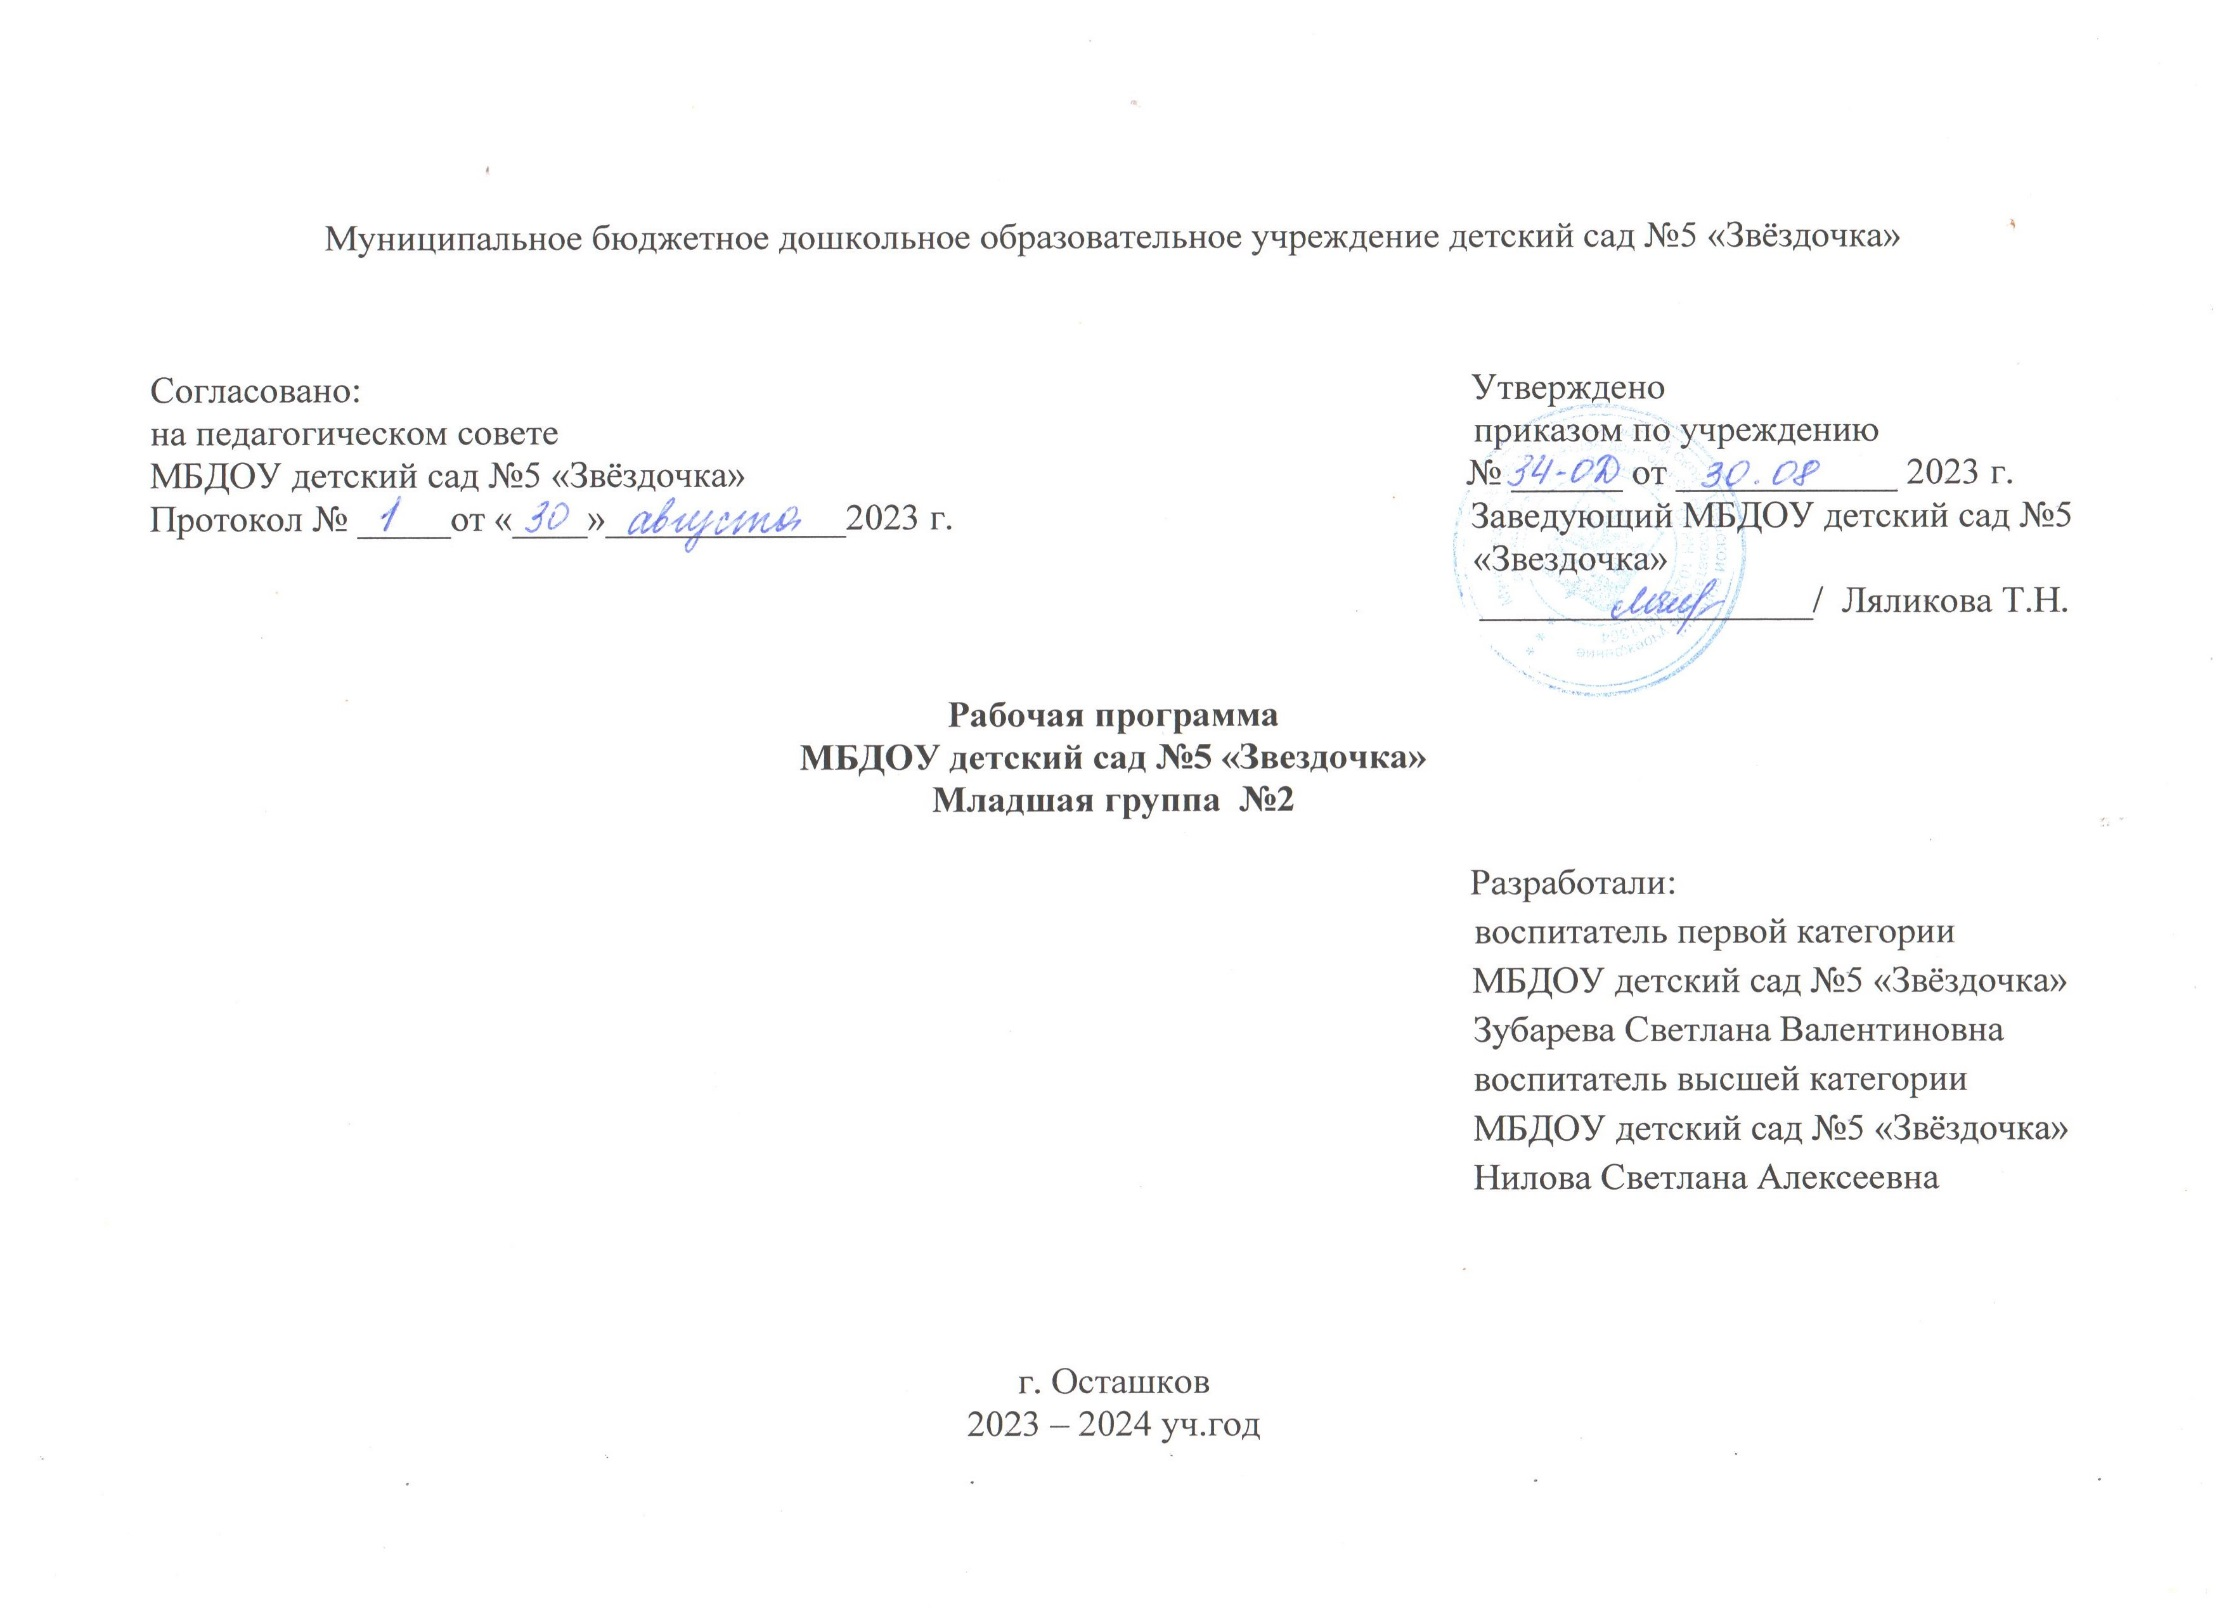 Муниципальное бюджетное дошкольное образовательное учреждение детский сад №5 «Звёздочка»
Согласовано:
на педагогическом совете
МБДОУ детский сад №5 «Звёздочка»
Протокол № 1 от «30» августа 2023 г.
Утверждено
приказом по учреждению
№ 34-ОД от 30.08 2023 г.
Заведующий МБДОУ детский сад №5
«Звездочка»
/ Ляликова Т.Н.
Рабочая программа
МБДОУ детский сад №5 «Звездочка»
Младшая группа №2
Разработали:
воспитатель первой категории
МБДОУ детский сад №5 «Звёздочка»
Зубарева Светлана Валентиновна
воспитатель высшей категории
МБДОУ детский сад №5 «Звёздочка»
Нилова Светлана Алексеевна
г. Осташков
2023 – 2024 уч.год